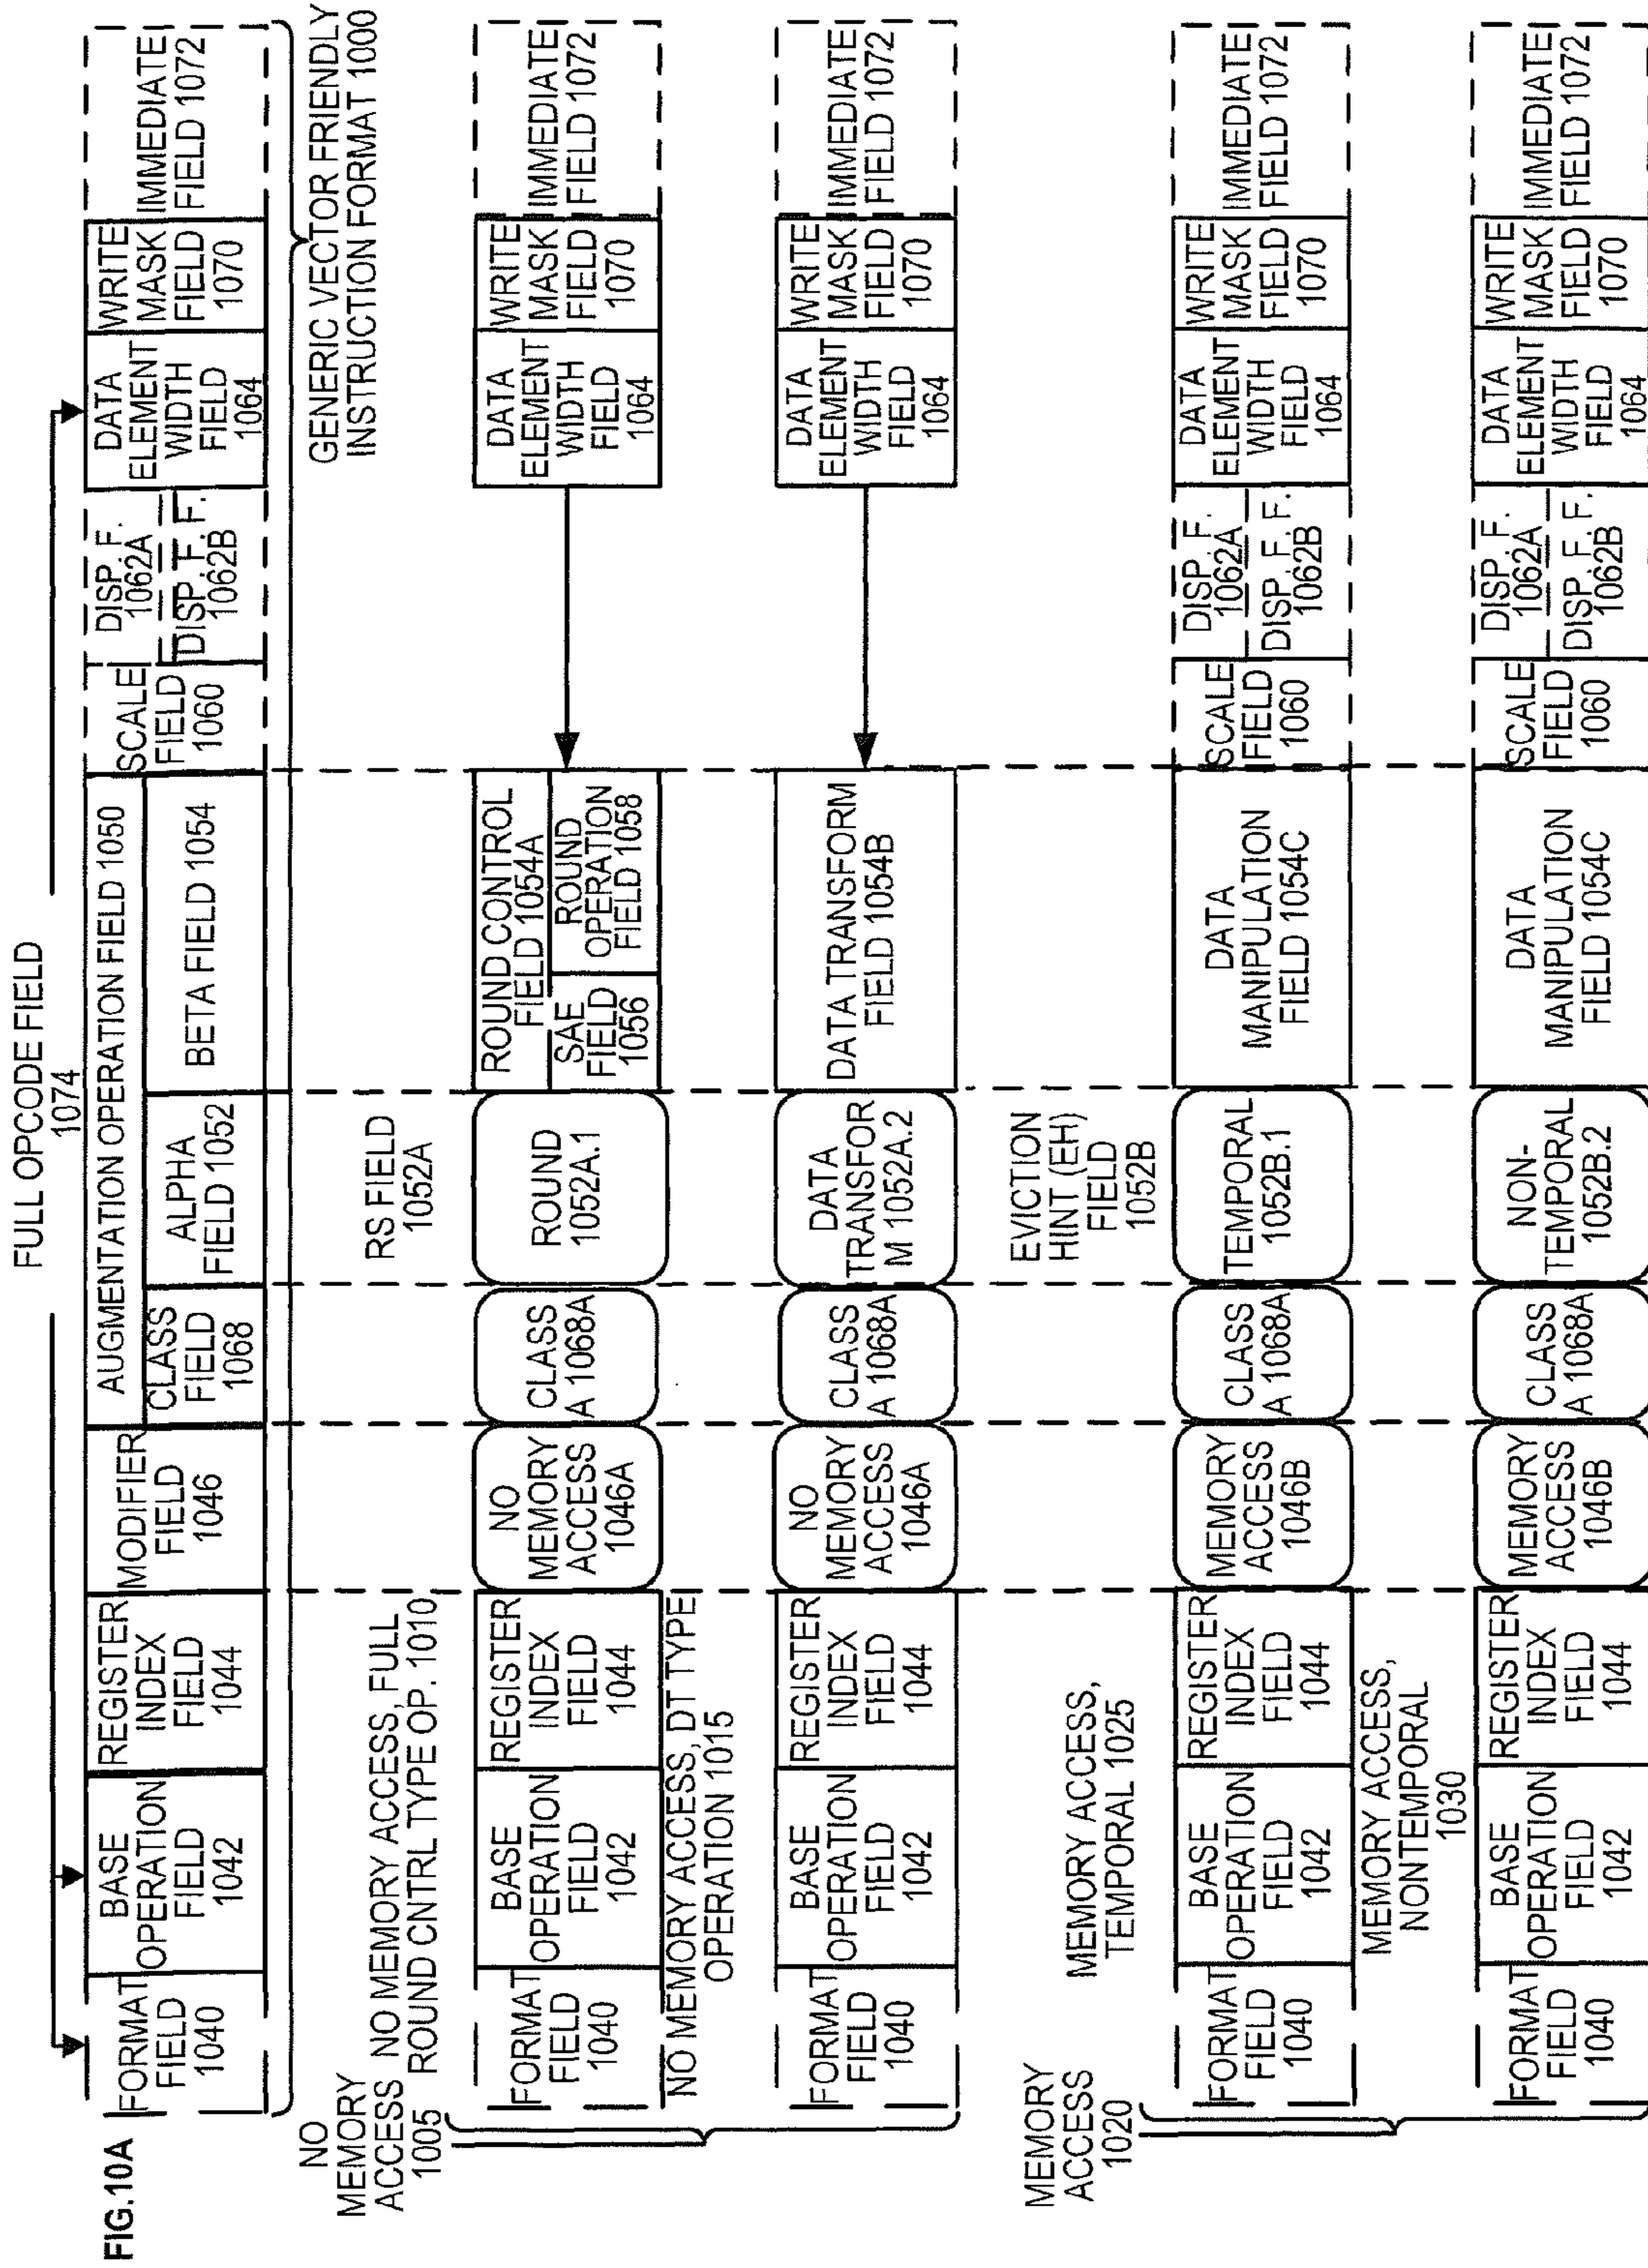 FIG.10A
FULL OPCODE FIELD
1074
FORMAT
FIELD
1040
BASE
OPERATION
FIELD
1042
REGISTER
INDEX
FIELD
1044
MODIFIER
FIELD
1046
AUGMENTATION OPERATION FIELD 1050
CLASS
FIELD
1068
ALPHA
FIELD 1052
BETA FIELD 1054
SCALE
FIELD
1060
DISP. F.
1062A
DISP. F. F.
1062B
DATA
ELEMENT
WIDTH
FIELD
1064
WRITE
MASK
FIELD
1070
IMMEDIATE
FIELD 1072
GENERIC VECTOR FRIENDLY
INSTRUCTION FORMAT 1000
NO
MEMORY
ACCESS
1005
NO MEMORY ACCESS, FULL
ROUND CNTRL TYPE OP. 1010
RS FIELD
1052A
FORMAT
FIELD
1040
BASE
OPERATION
FIELD
1042
REGISTER
INDEX
FIELD
1044
NO
MEMORY
ACCESS
1046A
CLASS
A 1068A
ROUND
1052A.1
ROUND CONTROL
FIELD 1054A
SAE
FIELD
1056
ROUND
OPERATION
FIELD 1058
DATA
ELEMENT
WIDTH
FIELD
1064
WRITE
MASK
FIELD
1070
IMMEDIATE
FIELD 1072
NO MEMORY ACCESS, DT TYPE
OPERATION 1015
FORMAT
FIELD
1040
BASE
OPERATION
FIELD
1042
REGISTER
INDEX
FIELD
1044
NO
MEMORY
ACCESS
1046A
CLASS
A 1068A
DATA
TRANSFOR
M 1052A.2
DATA TRANSFORM
FIELD 1054B
DATA
ELEMENT
WIDTH
FIELD
1064
WRITE
MASK
FIELD
1070
IMMEDIATE
FIELD 1072
MEMORY
ACCESS
1020
MEMORY ACCESS,
TEMPORAL 1025
EVICTION
HINT (EH)
FIELD
1052B
FORMAT
FIELD
1040
BASE
OPERATION
FIELD
1042
REGISTER
INDEX
FIELD
1044
MEMORY
ACCESS
1046B
CLASS
A 1068A
TEMPORAL
1052B.1
DATA
MANIPULATION
FIELD 1054C
SCALE
FIELD
1060
DISP. F.
1062A
DISP. F. F.
1062B
DATA
ELEMENT
WIDTH
FIELD
1064
WRITE
MASK
FIELD
1070
IMMEDIATE
FIELD 1072
MEMORY ACCESS,
NONTEMPORAL
1030
FORMAT
FIELD
1040
BASE
OPERATION
FIELD
1042
REGISTER
INDEX
FIELD
1044
MEMORY
ACCESS
1046B
CLASS
A 1068A
NON-
TEMPORAL
1052B.2
DATA
MANIPULATION
FIELD 1054C
SCALE
FIELD
1060
DISP. F.
1062A
DISP. F. F.
1062B
DATA
ELEMENT
WIDTH
FIELD
1064
WRITE
MASK
FIELD
1070
IMMEDIATE
FIELD 1072